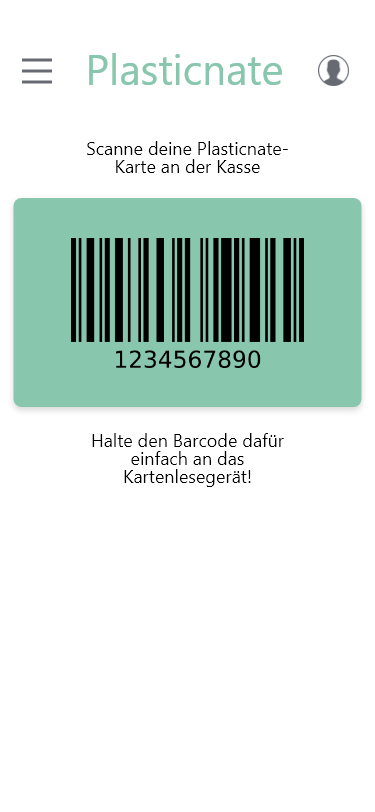 Plasticnate
Scanne deine Plasticnate-
Karte an der Kasse
1234567890
Halte den Barcode dafür
einfach an das
Kartenlesegerät!